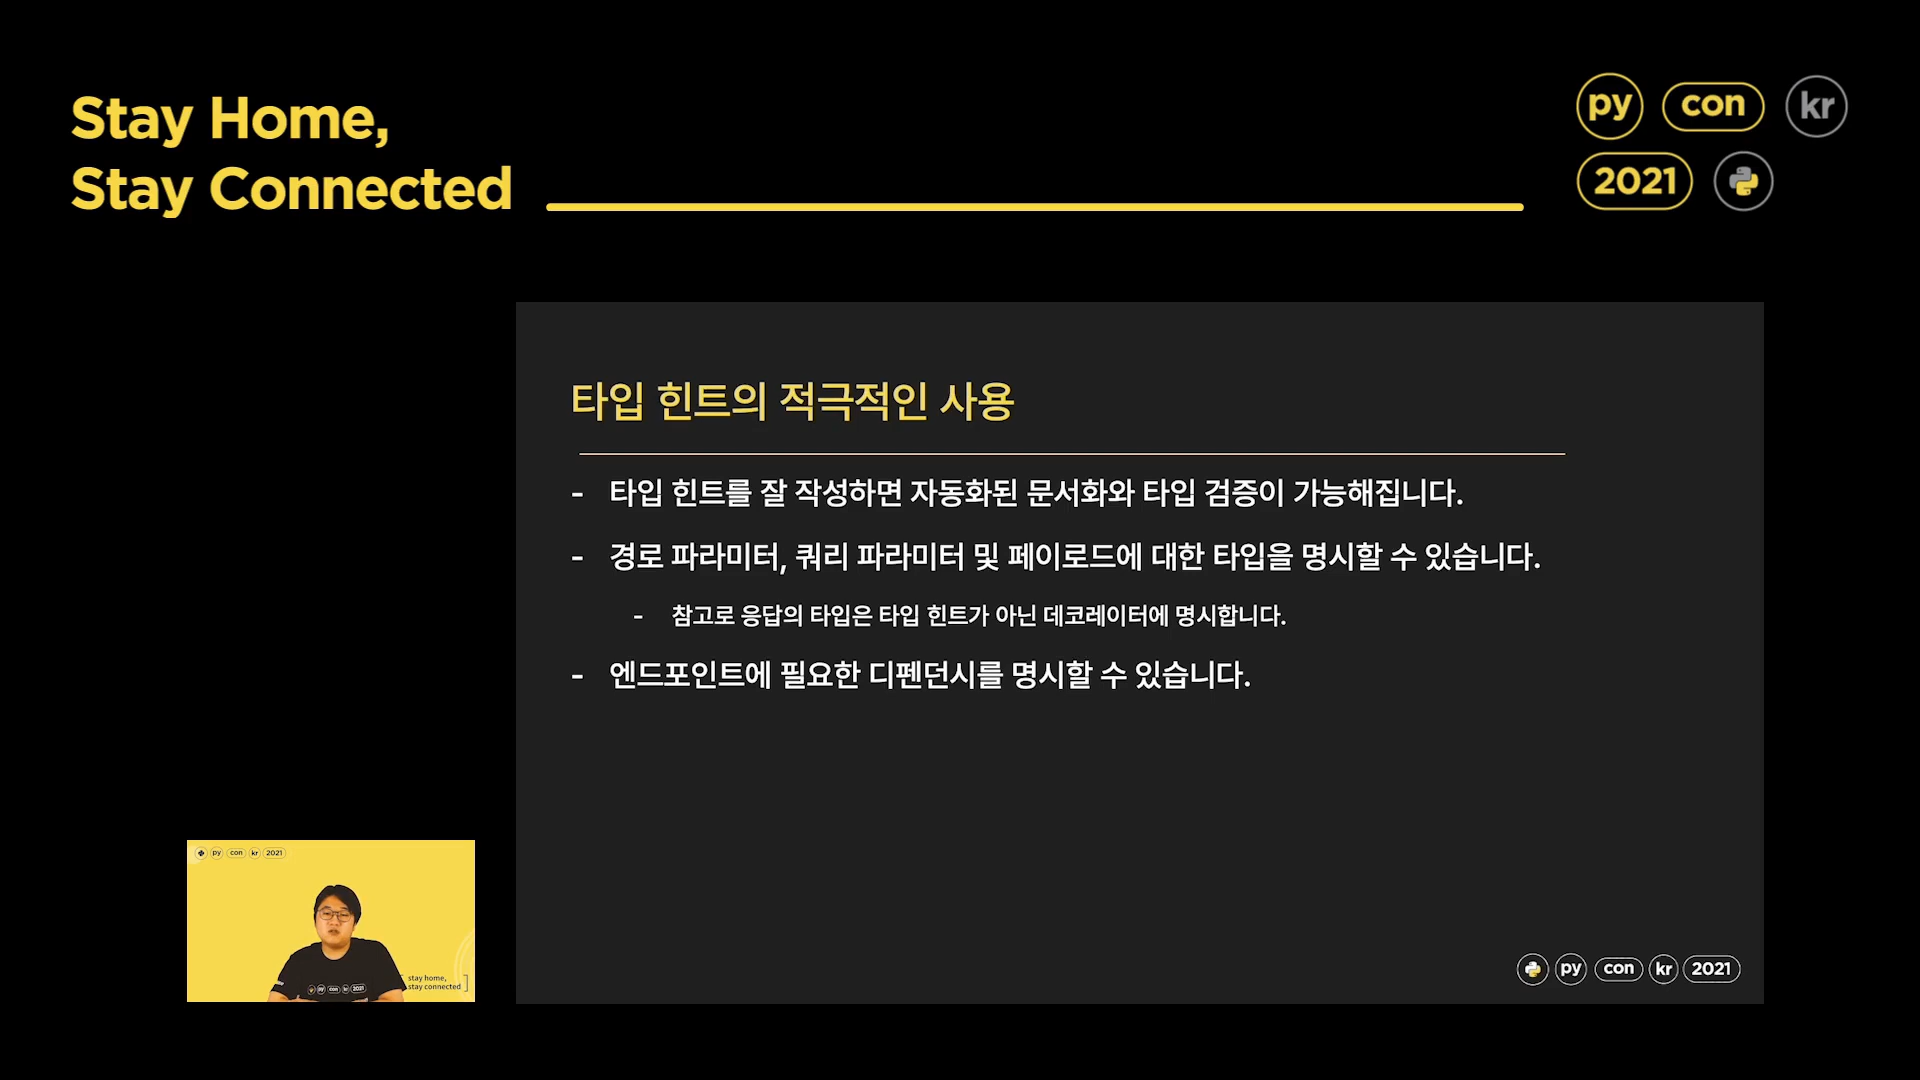 Stay Home,
Stay Connected
py con kr
2021
타입 힌트의 적극적인 사용
- 타입 힌트를 잘 작성하면 자동화된 문서화와 타입 검증이 가능해집니다.
- 경로 파라미터, 쿼리 파라미터 및 페이로드에 대한 타입을 명시할 수 있습니다.
- 참고로 응답의 타입은 타입 힌트가 아닌 데코레이터에 명시합니다.
- 엔드포인트에 필요한 디펜던시를 명시할 수 있습니다.
py con kr 2021
py con kr 2021
stay home,
stay connected
py con kr 2021